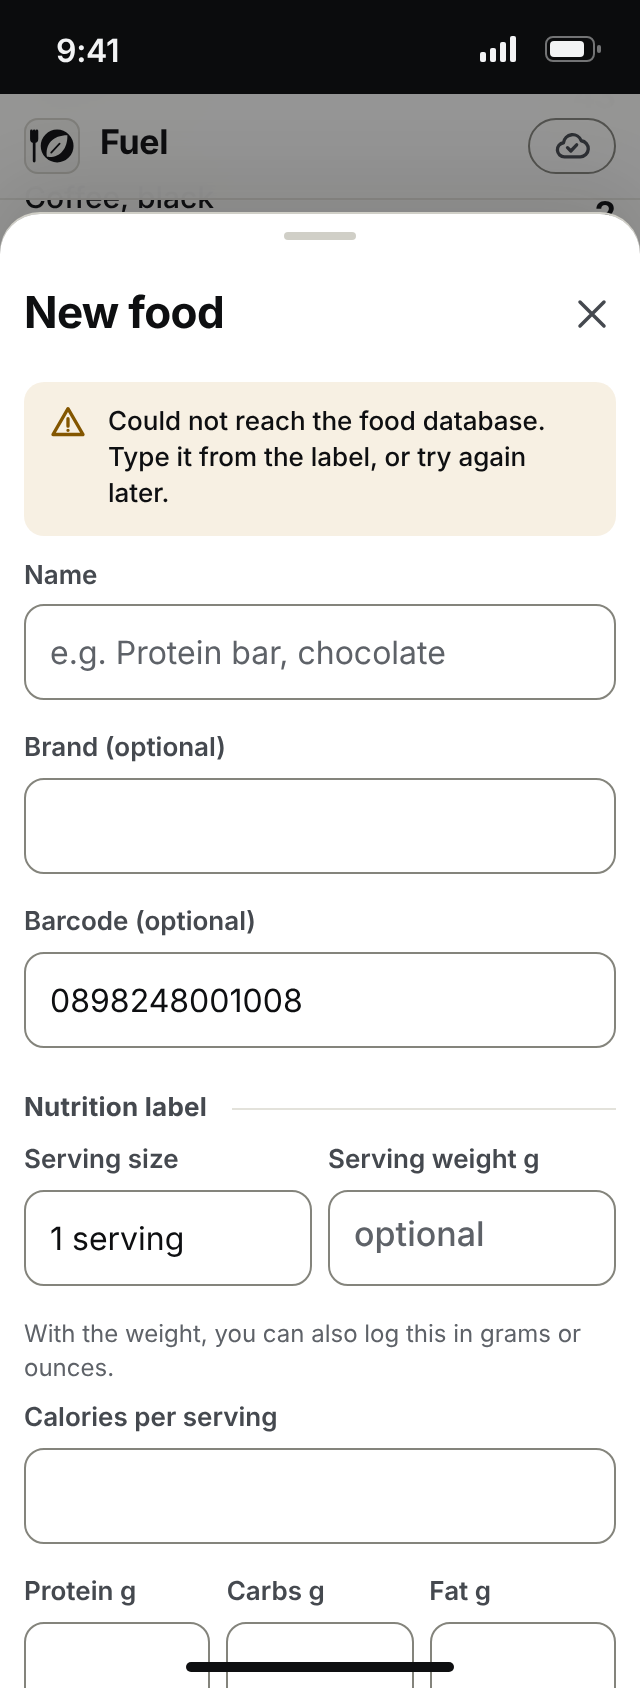 9:41
Fuel
Coffee, black
New food
Could not reach the food database.
Type it from the label, or try again
later.
Name
e.g. Protein bar, chocolate
Brand (optional)
Barcode (optional)
0898248001008
Nutrition label
Serving size
Serving weight g
1 serving
optional
With the weight, you can also log this in grams or
ounces.
Calories per serving
Protein g
Carbs g
Fat g